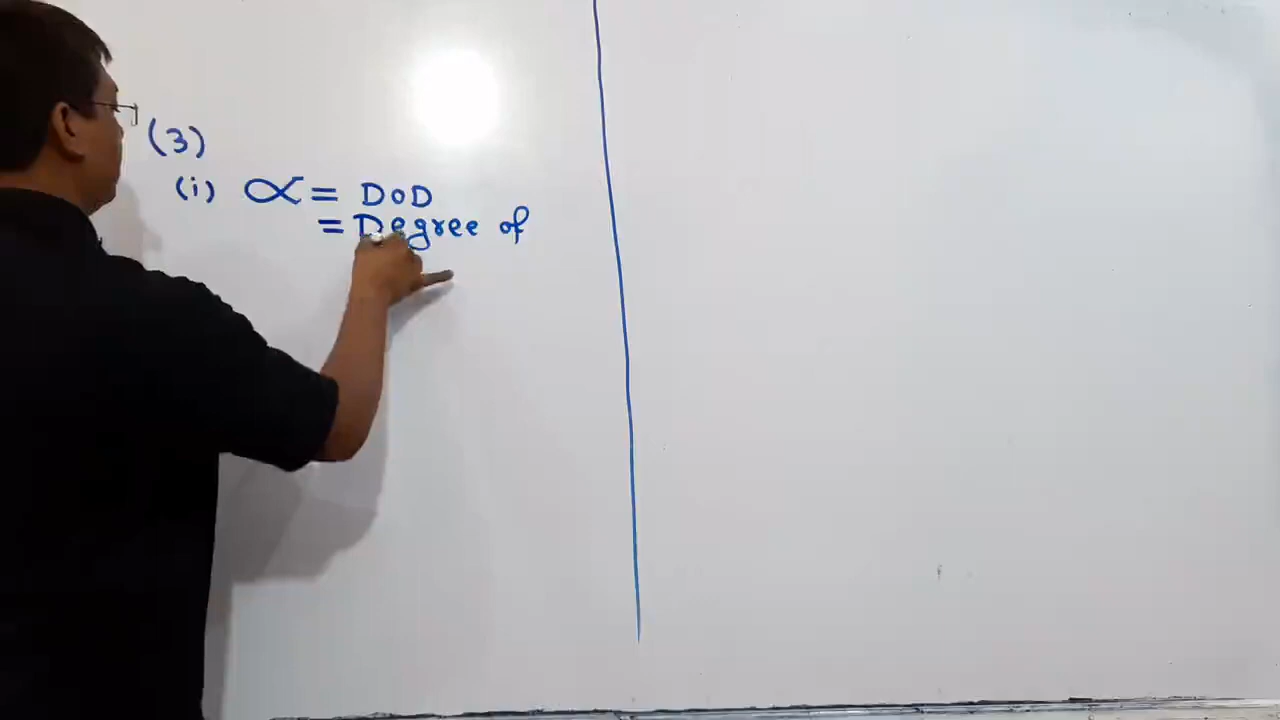 (3)
(i) ∝ = DoD
= Degree of